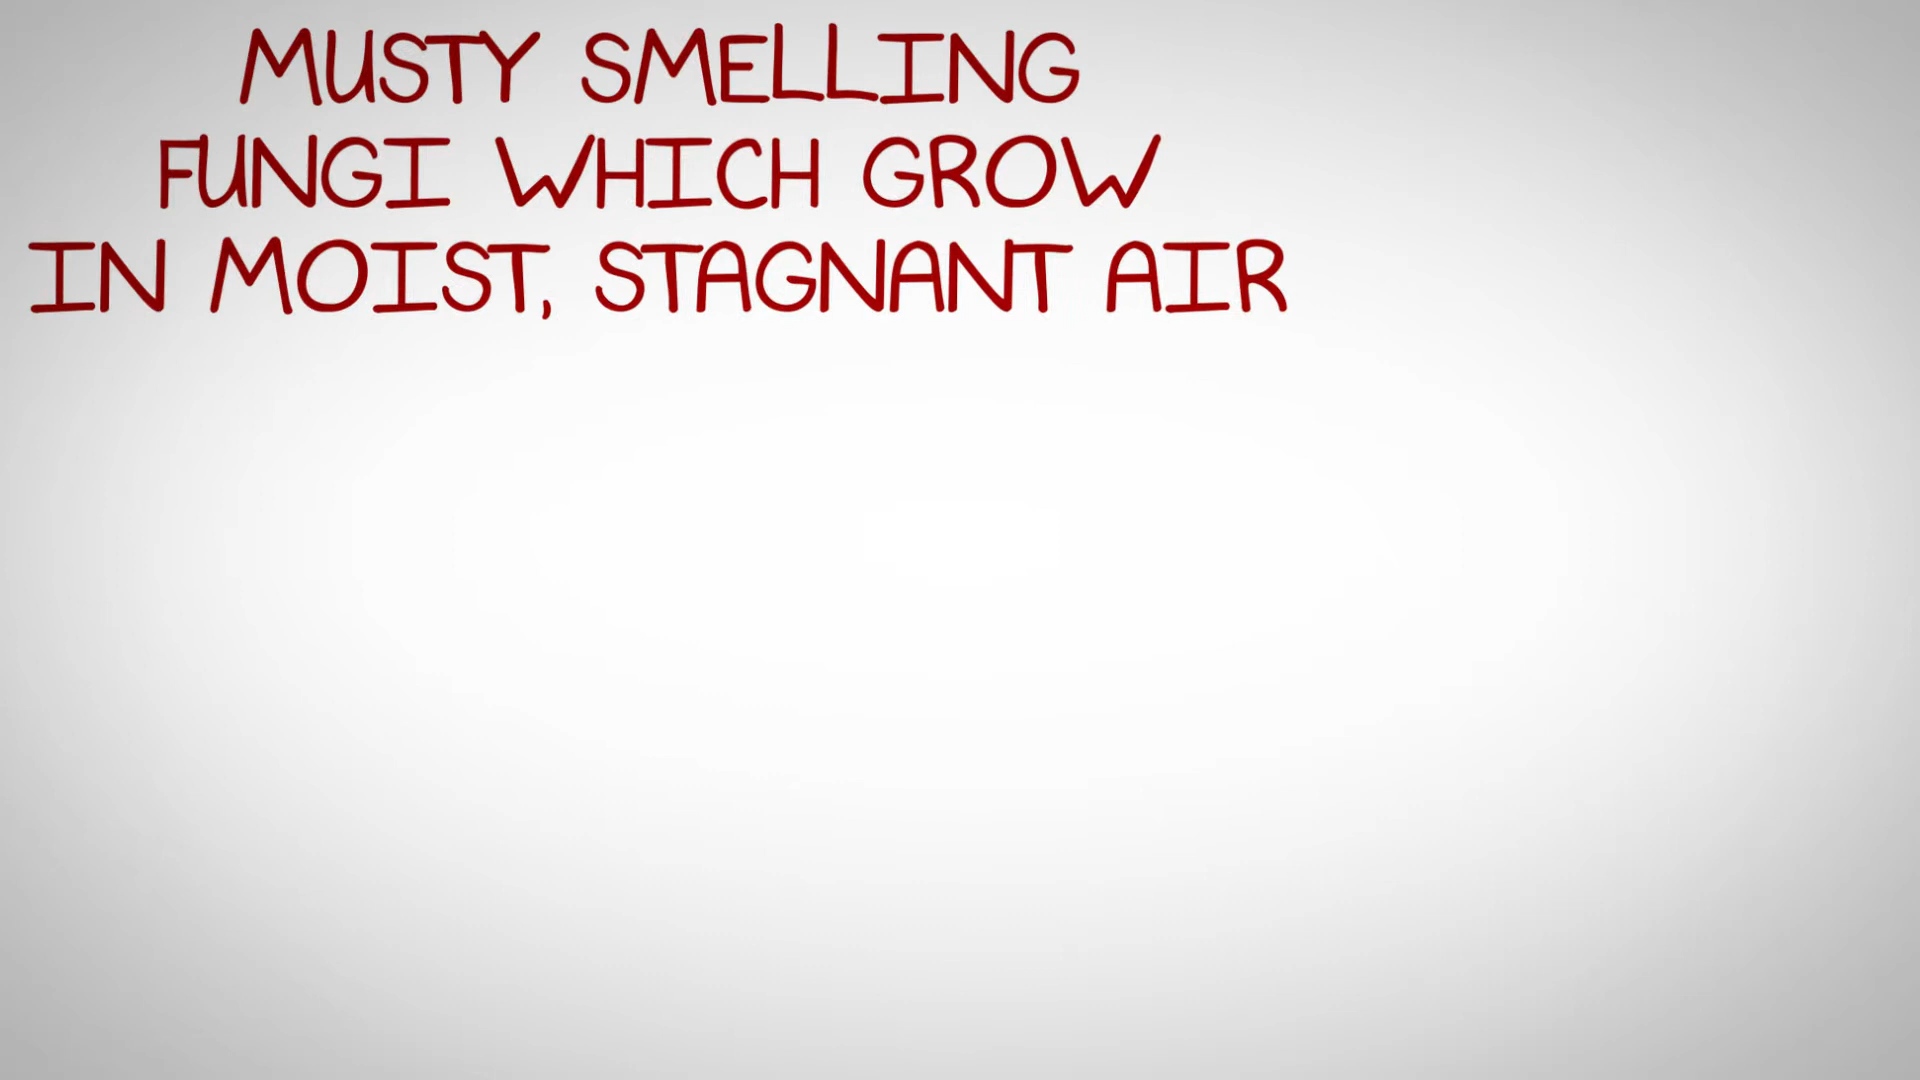 MUSTY SMELLING
FUNGI WHICH GROW
IN MOIST, STAGNANT AIR